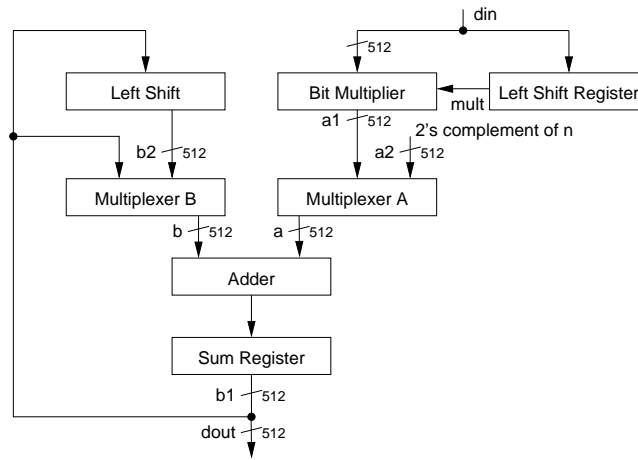 din
512
Left Shift
Bit Multiplier
mult
Left Shift Register
a1
512
2's complement of n
b2
512
a2
512
Multiplexer B
Multiplexer A
b
512
a
512
Adder
Sum Register
b1
512
dout
512